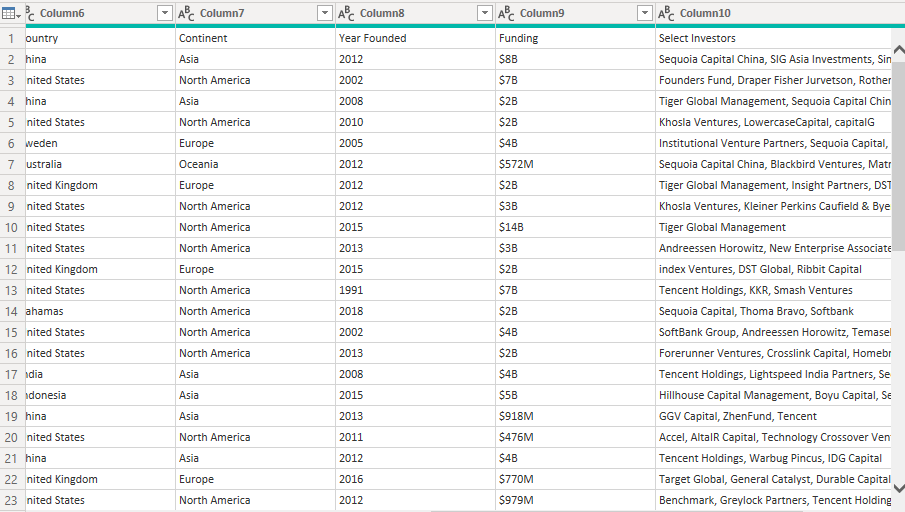 ABC Column6 ABC Column7 ABC Column8 ABC Column9 ABC Column10
1 ountry Continent Year Founded Funding Select Investors
2 hina Asia 2012 $8B Sequoia Capital China, SIG Asia Investments, Sin
3 nited States North America 2002 $7B Founders Fund, Draper Fisher Jurvetson, Rother
4 hina Asia 2008 $2B Tiger Global Management, Sequoia Capital Chin
5 nited States North America 2010 $2B Khosla Ventures, LowercaseCapital, capitalG
6 weden Europe 2005 $4B Institutional Venture Partners, Sequoia Capital,
7 ustralia Oceania 2012 $572M Sequoia Capital China, Blackbird Ventures, Matr
8 nited Kingdom Europe 2012 $2B Tiger Global Management, Insight Partners, DST
9 nited States North America 2012 $3B Khosla Ventures, Kleiner Perkins Caufield & Bye
10 nited States North America 2015 $14B Tiger Global Management
11 nited States North America 2013 $3B Andreessen Horowitz, New Enterprise Associate
12 nited Kingdom Europe 2015 $2B index Ventures, DST Global, Ribbit Capital
13 nited States North America 1991 $7B Tencent Holdings, KKR, Smash Ventures
14 ahamas North America 2018 $2B Sequoia Capital, Thoma Bravo, Softbank
15 nited States North America 2002 $4B SoftBank Group, Andreessen Horowitz, Temase
16 nited States North America 2013 $2B Forerunner Ventures, Crosslink Capital, Homebr
17 ndia Asia 2008 $4B Tencent Holdings, Lightspeed India Partners, Se
18 ndonesia Asia 2015 $5B Hillhouse Capital Management, Boyu Capital, Se
19 hina Asia 2013 $918M GGV Capital, ZhenFund, Tencent
20 nited States North America 2011 $476M Accel, AltaIR Capital, Technology Crossover Ven
21 hina Asia 2012 $4B Tencent Holdings, Warbug Pincus, IDG Capital
22 nited Kingdom Europe 2016 $770M Target Global, General Catalyst, Durable Capital
23 nited States North America 2012 $979M Benchmark, Greylock Partners, Tencent Holding